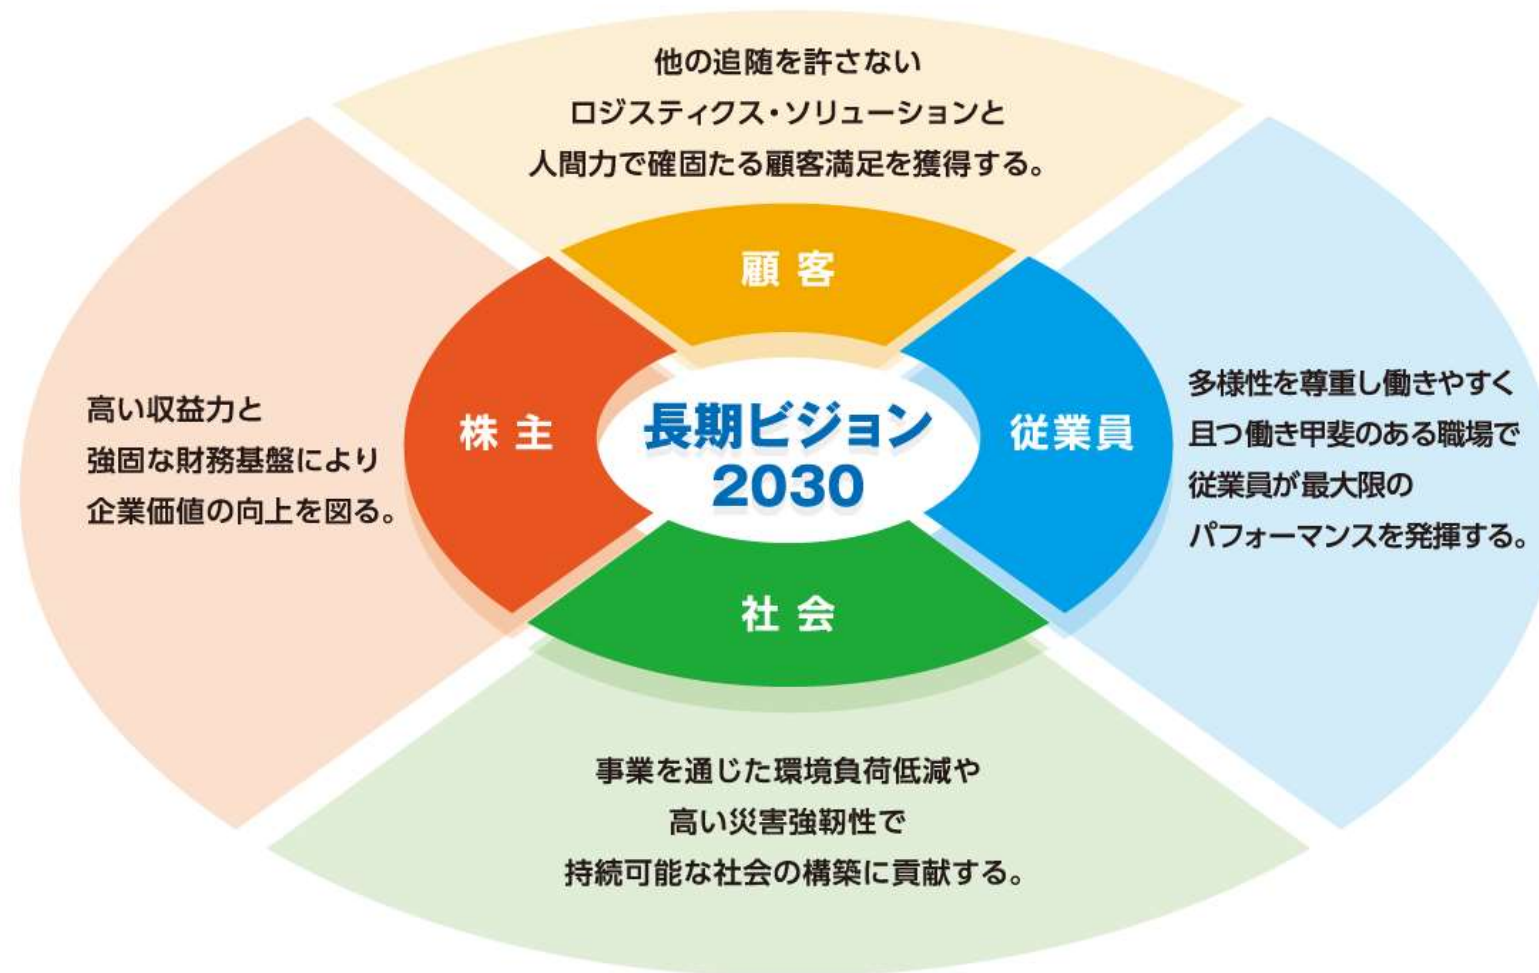 他の追随を許さない
ロジスティクス・ソリューションと
人間力で確固たる顧客満足を獲得する。
顧客
高い収益力と
強固な財務基盤により
企業価値の向上を図る。
株主
長期ビジョン
2030
従業員
多様性を尊重し働きやすく
且つ働き甲斐のある職場で
従業員が最大限の
パフォーマンスを発揮する。
社会
事業を通じた環境負荷低減や
高い災害強靭性で
持続可能な社会の構築に貢献する。